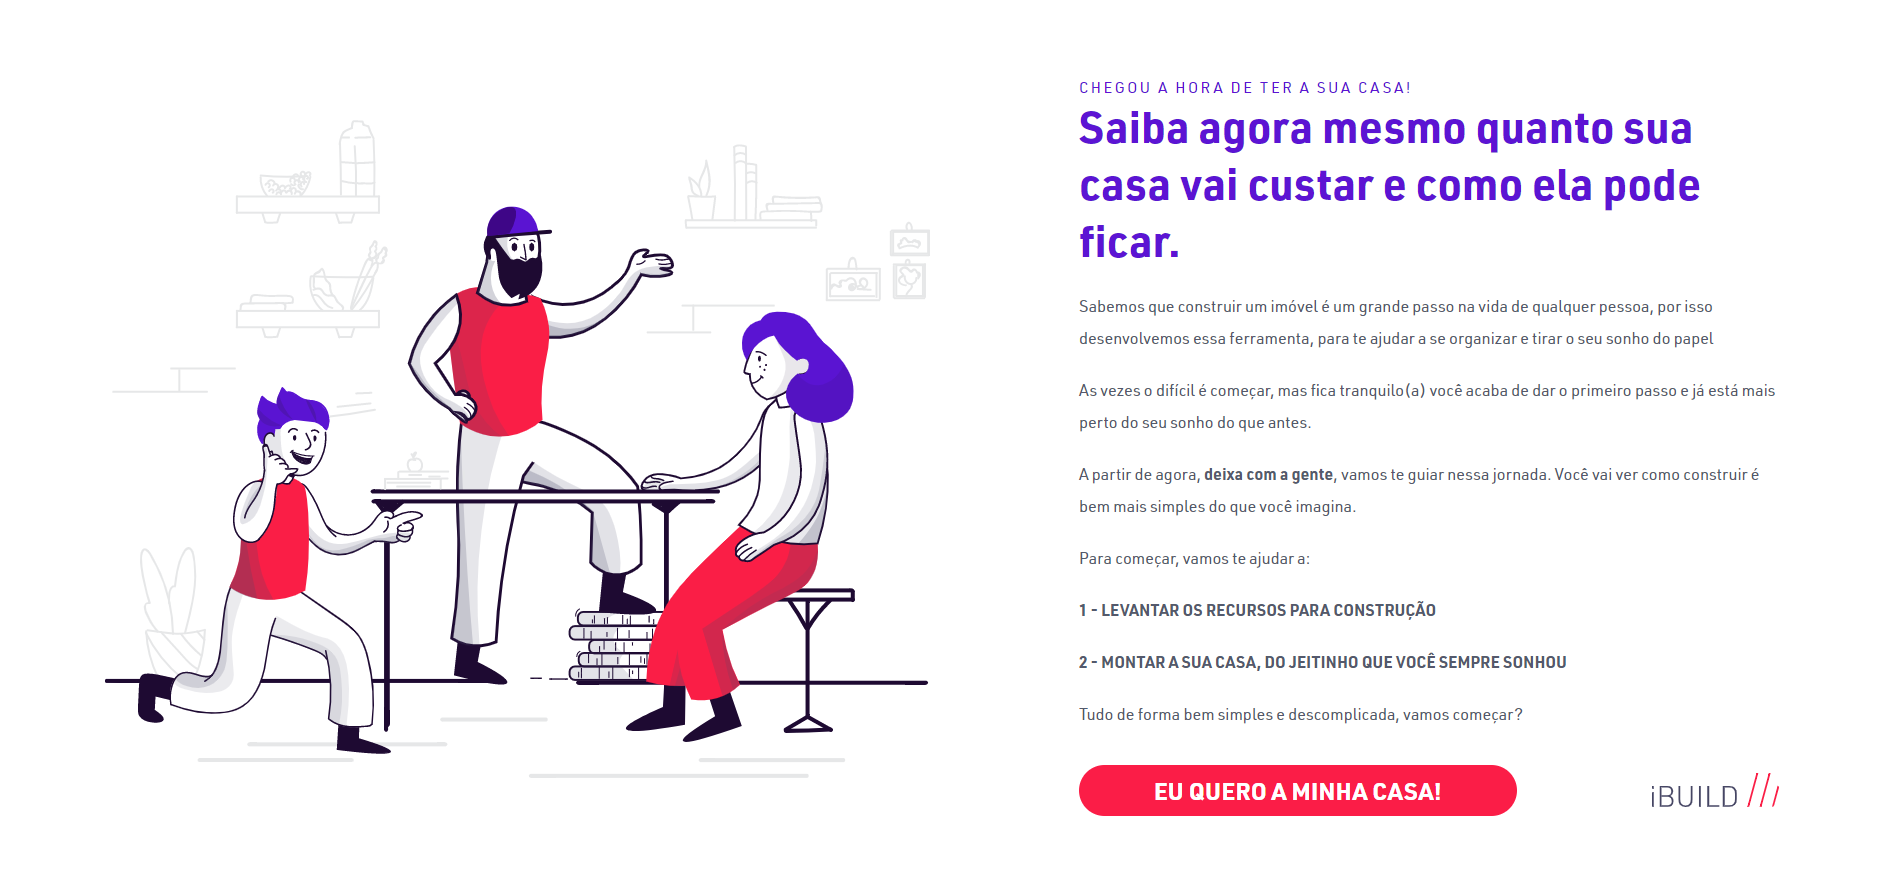 CHEGOU A HORA DE TER A SUA CASA!
Saiba agora mesmo quanto sua
casa vai custar e como ela pode
ficar.
Sabemos que construir um imóvel é um grande passo na vida de qualquer pessoa, por isso
desenvolvemos essa ferramenta, para te ajudar a se organizar e tirar o seu sonho do papel
As vezes o difícil é começar, mas fica tranquilo(a) você acaba de dar o primeiro passo e já está mais
perto do seu sonho do que antes.
A partir de agora, deixa com a gente, vamos te guiar nessa jornada. Você vai ver como construir é
bem mais simples do que você imagina.
Para começar, vamos te ajudar a:
1 - LEVANTAR OS RECURSOS PARA CONSTRUÇÃO
2 - MONTAR A SUA CASA, DO JEITINHO QUE VOCÊ SEMPRE SONHOU
Tudo de forma bem simples e descomplicada, vamos começar?
EU QUERO A MINHA CASA!
iBUILD